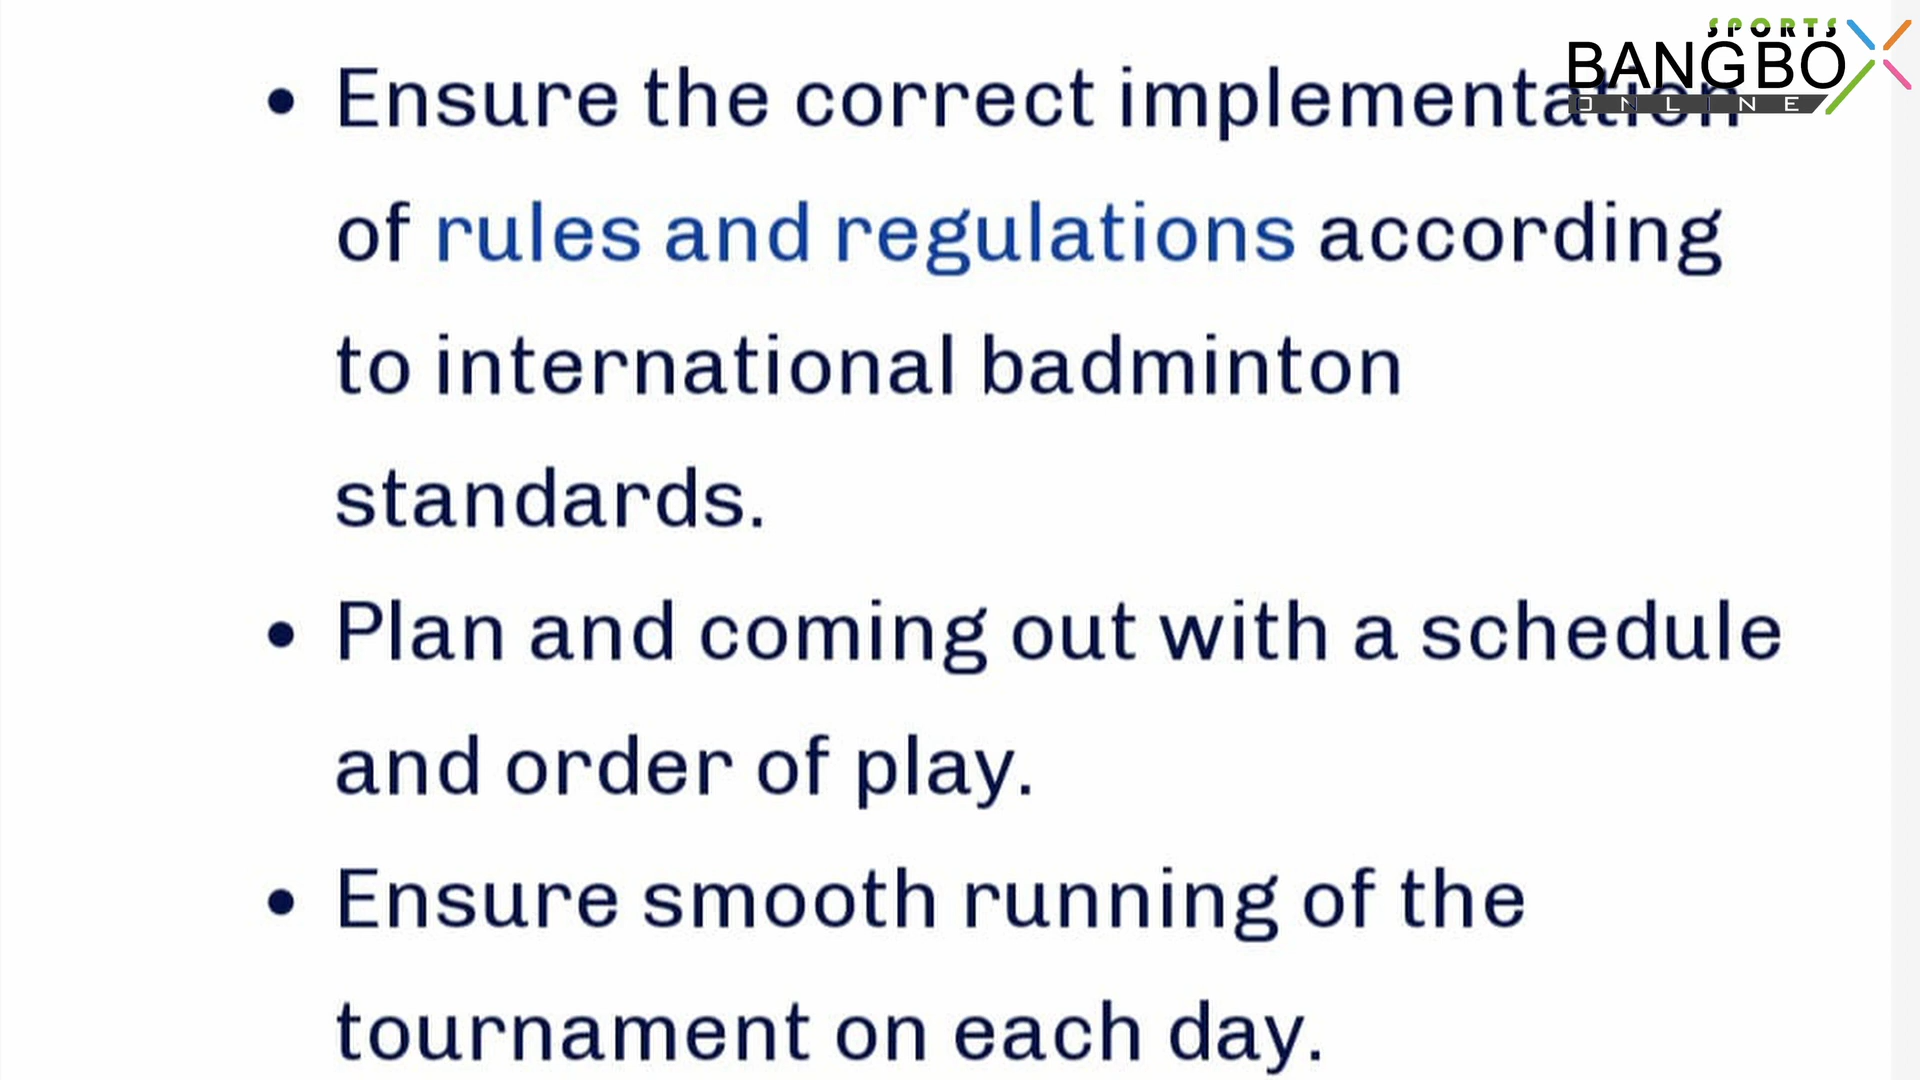 SPORTS
BANGBOX
ONLINE
• Ensure the correct implementation
of rules and regulations according
to international badminton
standards.
• Plan and coming out with a schedule
and order of play.
• Ensure smooth running of the
tournament on each day.